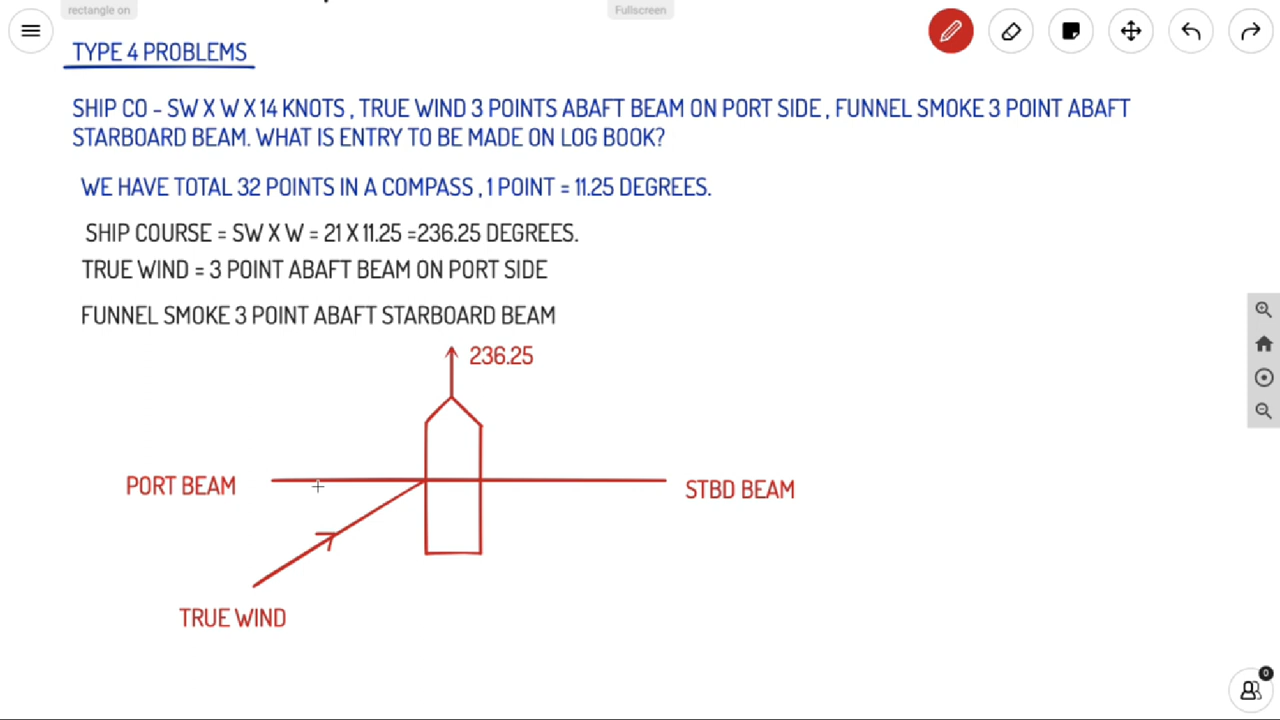 rectangle on
Fullscreen
TYPE 4 PROBLEMS
SHIP CO - SW X W X 14 KNOTS , TRUE WIND 3 POINTS ABAFT BEAM ON PORT SIDE , FUNNEL SMOKE 3 POINT ABAFT
STARBOARD BEAM. WHAT IS ENTRY TO BE MADE ON LOG BOOK?
WE HAVE TOTAL 32 POINTS IN A COMPASS , 1 POINT = 11.25 DEGREES.
SHIP COURSE = SW X W = 21 X 11.25 =236.25 DEGREES.
TRUE WIND = 3 POINT ABAFT BEAM ON PORT SIDE
FUNNEL SMOKE 3 POINT ABAFT STARBOARD BEAM
236.25
PORT BEAM
STBD BEAM
TRUE WIND
0